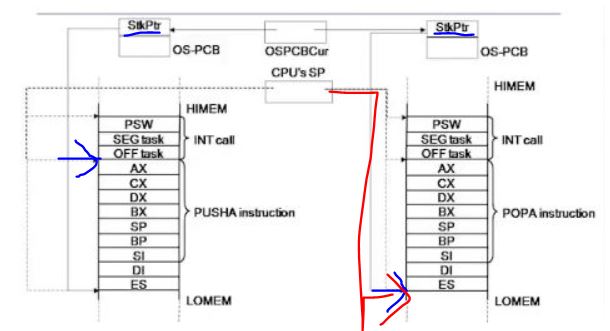 StkPtr
StkPtr
OS-PCB
OSPCBCur
OS-PCB
CPU's SP
HIMEM
HIMEM
PSW
SEG task
OFF task
INT call
PSW
SEG task
OFF task
INT call
AX
CX
DX
BX
SP
BP
SI
DI
ES
PUSHA instruction
AX
CX
DX
BX
SP
BP
SI
DI
ES
POPA instruction
LOMEM
LOMEM